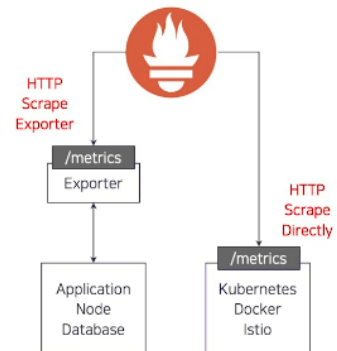 HTTP
Scrape
Exporter
/metrics
Exporter
HTTP
Scrape
Directly
/metrics
Application
Node
Database
Kubernetes
Docker
Istio